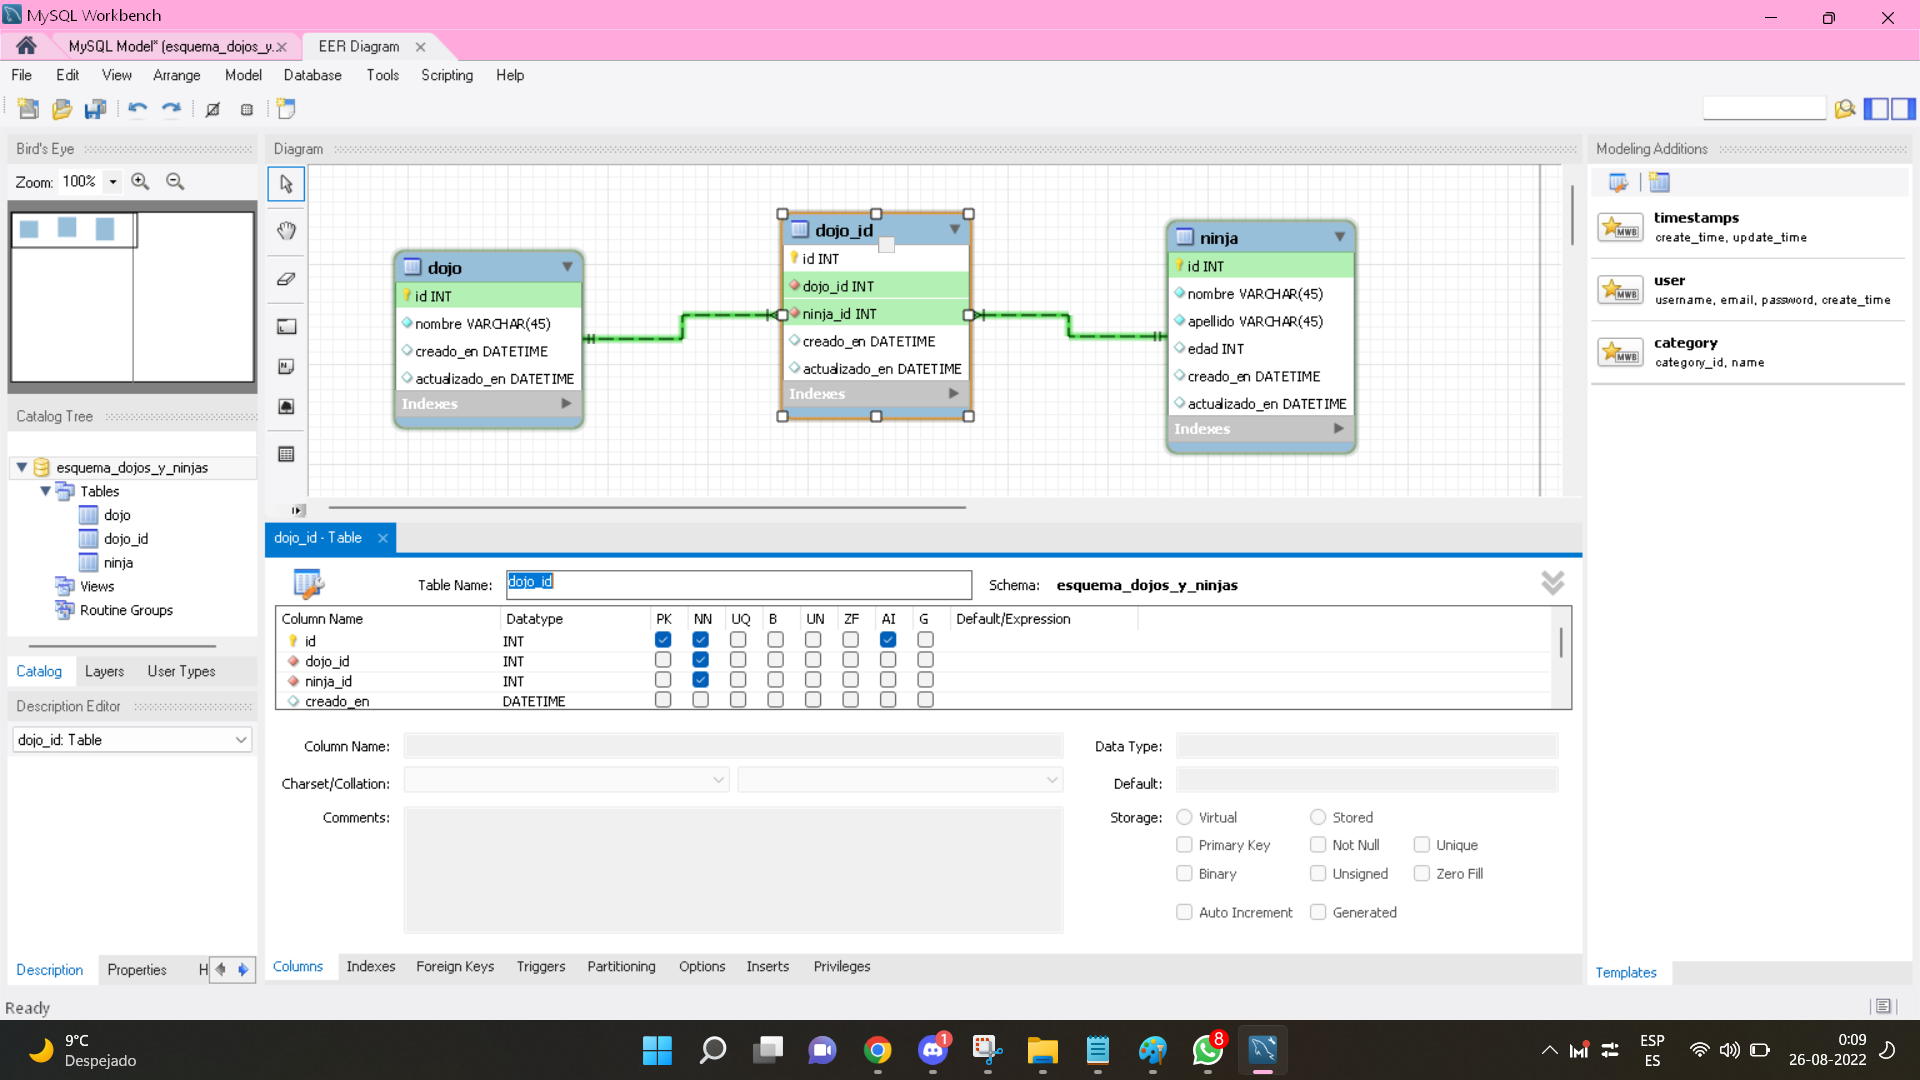 MySQL Workbench
MySQL Model* (esquema_dojos_y.
EER Diagram
File Edit View Arrange Model Database Tools Scripting Help
Bird's Eye
Zoom: 100%
Diagram
dojo
id INT
nombre VARCHAR(45)
creado_en DATETIME
actualizado_en DATETIME
Indexes
dojo_id
id INT
dojo_id INT
ninja_id INT
creado_en DATETIME
actualizado_en DATETIME
Indexes
ninja
id INT
nombre VARCHAR(45)
apellido VARCHAR(45)
edad INT
creado_en DATETIME
actualizado_en DATETIME
Indexes
Modeling Additions
MWB
timestamps
create_time, update_time
MWB
user
username, email, password, create_time
MWB
category
category_id, name
Templates
Catalog Tree
esquema_dojos_y_ninjas
Tables
dojo
dojo_id
ninja
Views
Routine Groups
Catalog Layers User Types
Description Editor
dojo_id: Table
Description Properties H
dojo_id - Table
Table Name: dojo_id Schema: esquema_dojos_y_ninjas
Column Name Datatype PK NN UQ B UN ZF AI G Default/Expression
id INT
dojo_id INT
ninja_id INT
creado_en DATETIME
Column Name: Data Type:
Charset/Collation: Default:
Comments: Storage: Virtual Stored
Primary Key Not Null Unique
Binary Unsigned Zero Fill
Auto Increment Generated
Columns Indexes Foreign Keys Triggers Partitioning Options Inserts Privileges
Ready
9°C
Despejado
1
8
ESP
ES
0:09
26-08-2022